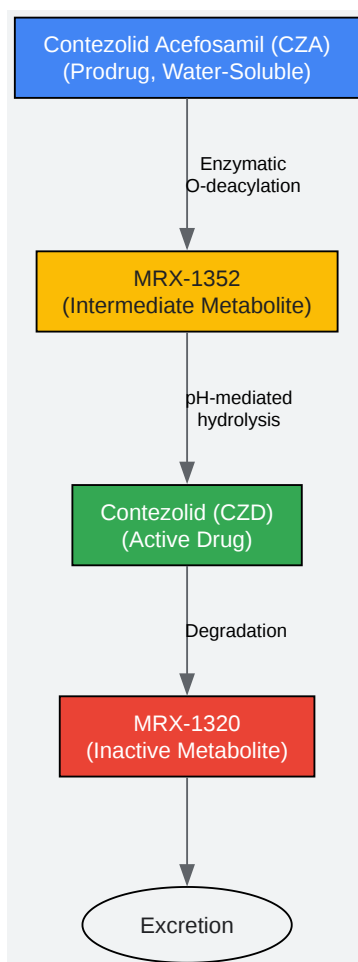 Contezolid Acefosamil (CZA)
(Prodrug, Water-Soluble)
Enzymatic
O-deacylation
MRX-1352
(Intermediate Metabolite)
pH-mediated
hydrolysis
Contezolid (CZD)
(Active Drug)
Degradation
MRX-1320
(Inactive Metabolite)
Excretion